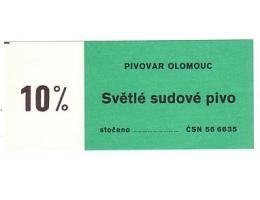 PIVOVAR OLOMOUC
10%
Světlé sudové pivo
stočeno ................ ČSN 56 6635